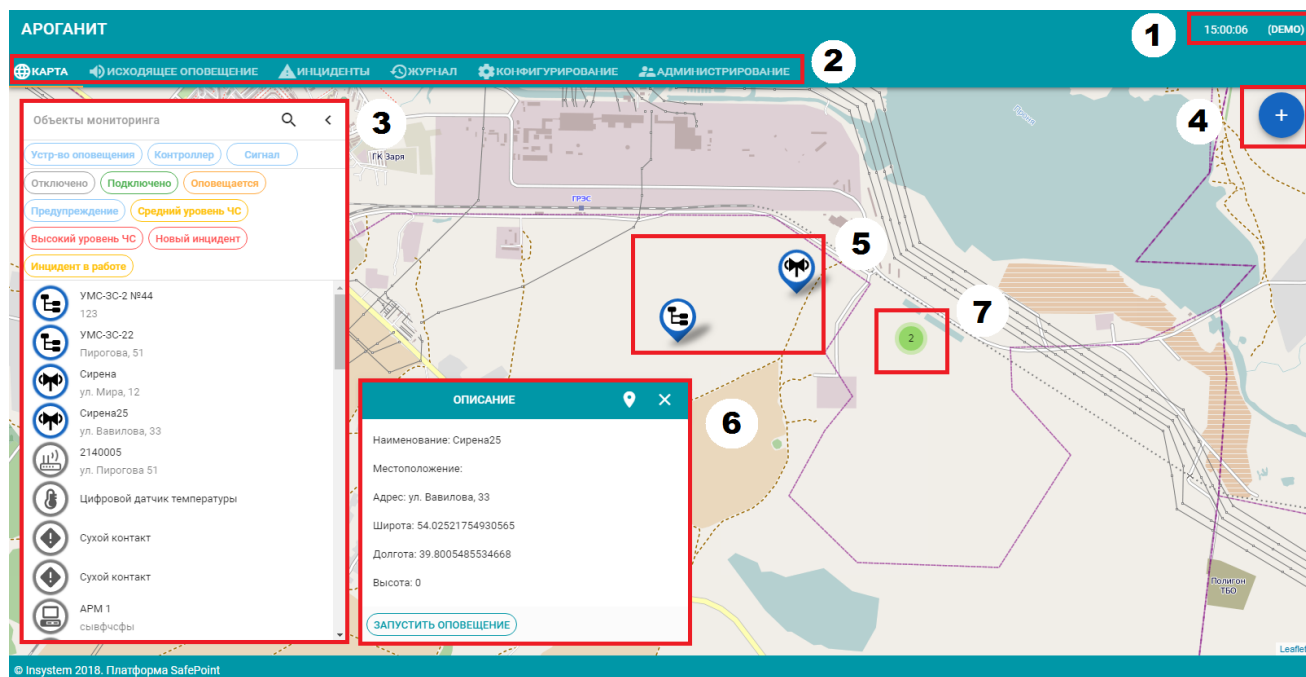 АРОГАНИТ
1
15:00:06 (DEMO)
КАРТА ИСХОДЯЩЕЕ ОПОВЕЩЕНИЕ ИНЦИДЕНТЫ ЖУРНАЛ КОНФИГУРИРОВАНИЕ АДМИНИСТРИРОВАНИЕ
2
Объекты мониторинга
3
4
+
Устр-во оповещения Контроллер Сигнал
ГК Заря
Отключено Подключено Оповещается
Предупреждение Средний уровень ЧС
ГРЭС
Высокий уровень ЧС Новый инцидент
5
Инцидент в работе
УМС-ЗС-2 №44
123
7
УМС-ЗС-22
2
Пирогова, 51
Сирена
ул. Мира, 12
Сирена25
ул. Вавилова, 33
2140005
ул. Пирогова 51
Цифровой датчик температуры
Сухой контакт
Сухой контакт
АРМ 1
сывфчсфы
ОПИСАНИЕ
6
Наименование: Сирена25
Местоположение:
Адрес: ул. Вавилова, 33
Широта: 54.02521754930565
Долгота: 39.8005485534668
Высота: 0
ЗАПУСТИТЬ ОПОВЕЩЕНИЕ
Полигон
ТБО
Leaflet
© Insystem 2018. Платформа SafePoint